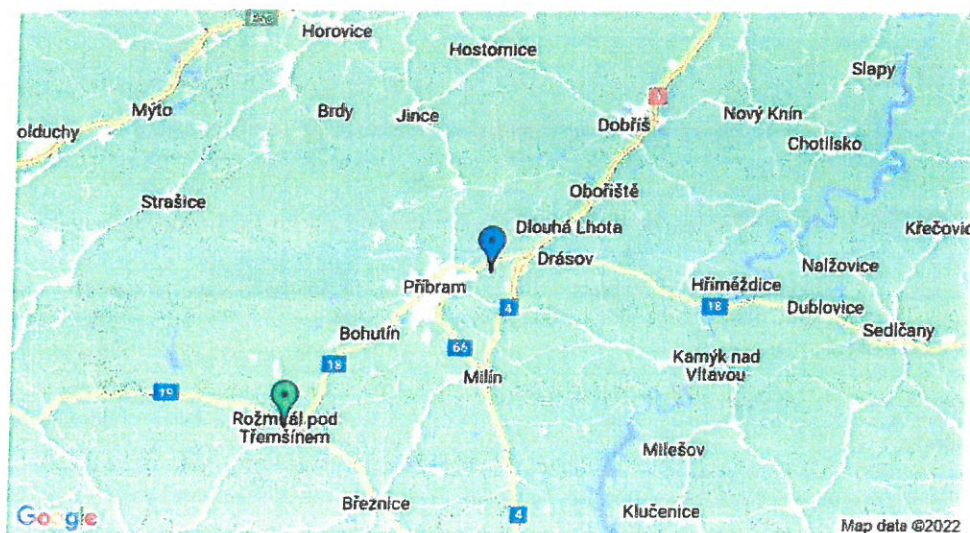 Hořovice
Hostomice
Slapy
Mýto
Brdy
Jince
Dobříš
Nový Knín
olduchy
Chotilsko
Strašice
Obořiště
Dlouhá Lhota
Křečovic
Drásov
Nalžovice
Příbram
Hříměždice
4
18
Dublovice
Sedlčany
Bohutín
66
18
Kamýk nad
Vltavou
Milín
19
Rožmitál pod
Třemšínem
Milešov
Březnice
Klučenice
4
Google
Map data ©2022